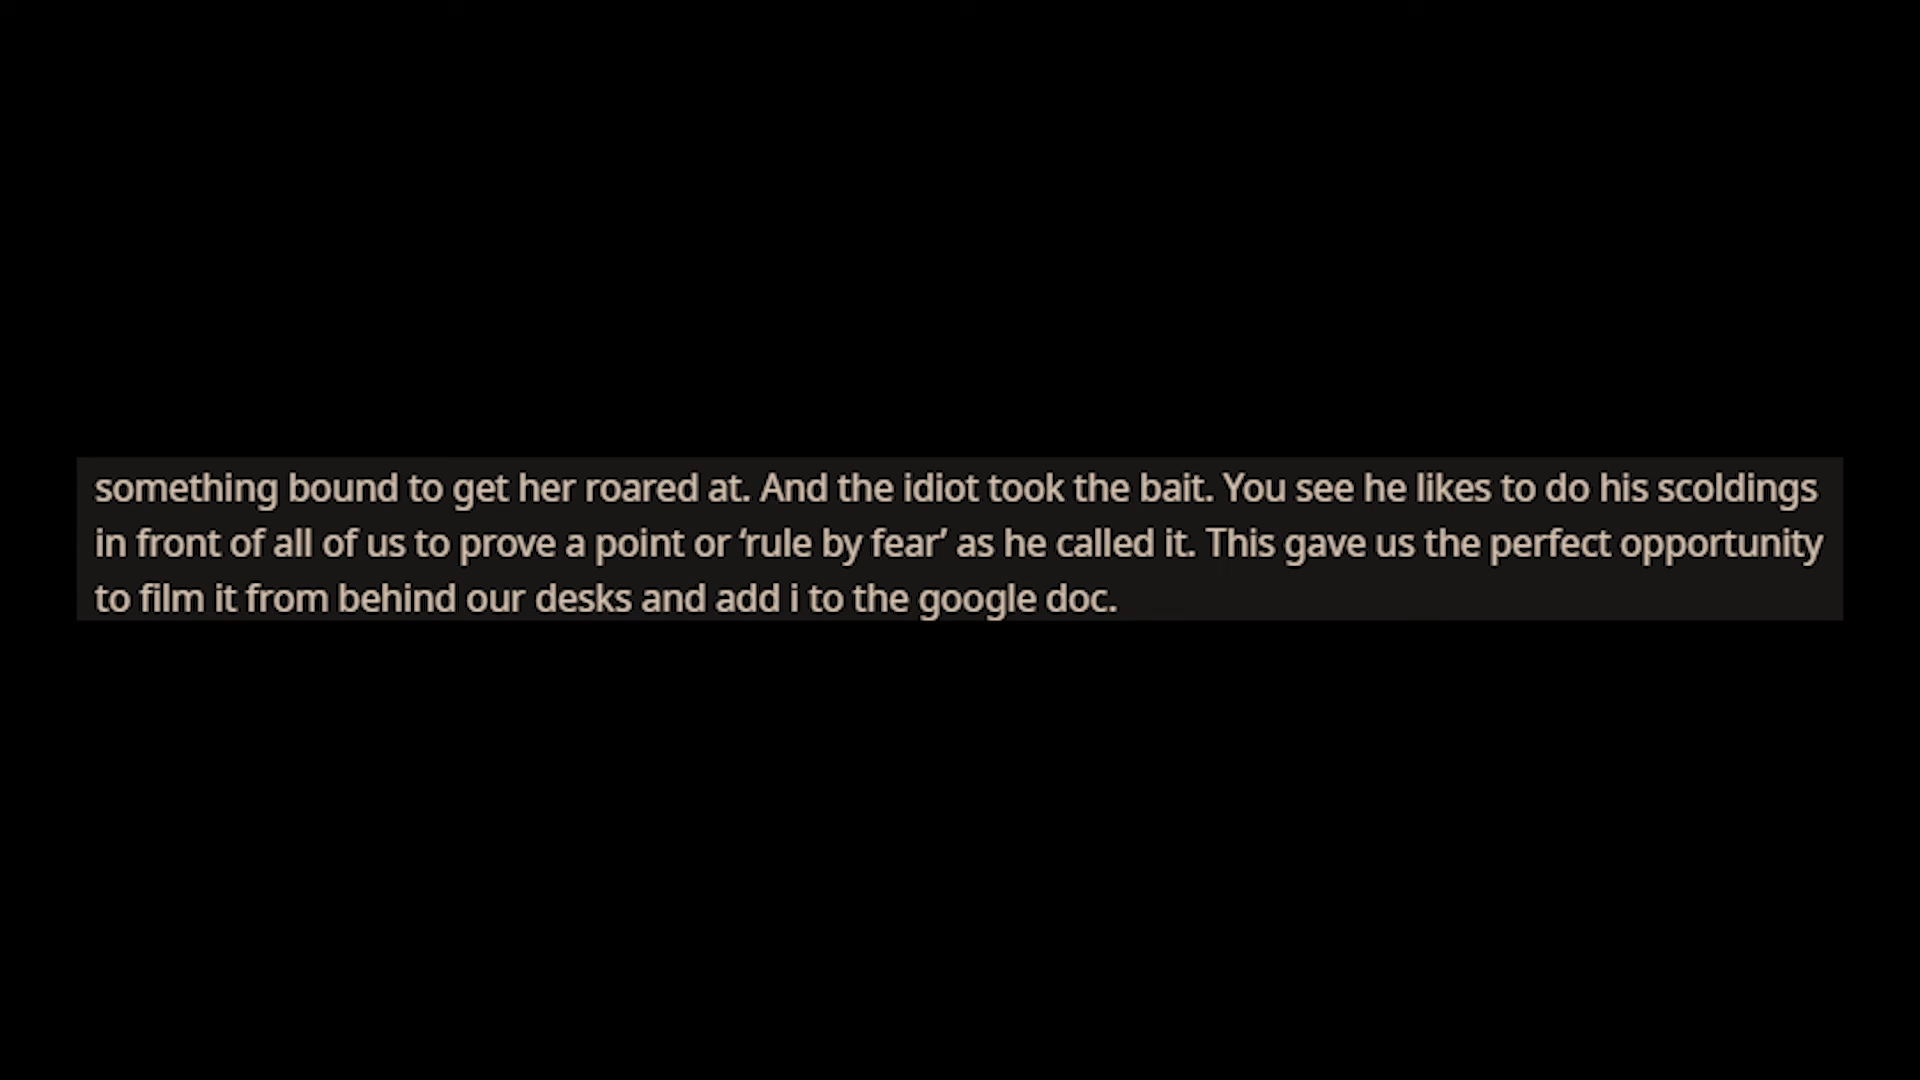 something bound to get her roared at. And the idiot took the bait. You see he likes to do his scoldings
in front of all of us to prove a point or ‘rule by fear’ as he called it. This gave us the perfect opportunity
to film it from behind our desks and add i to the google doc.